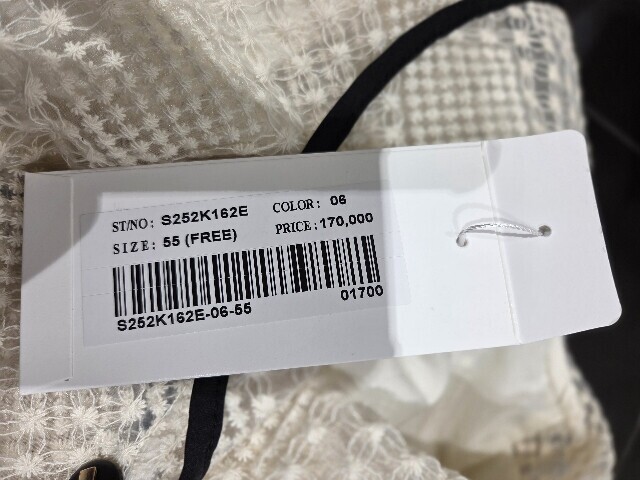 ST/NO: S252K162E COLOR: 06
SIZE: 55 (FREE) PRICE: 170,000
S252K162E-06-55 01700